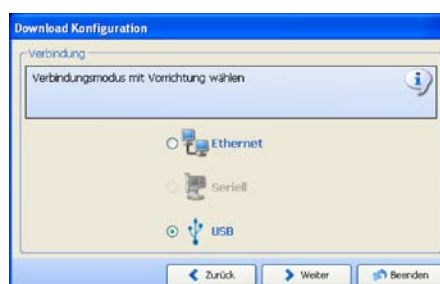 Download Konfiguration
Verbindung
Verbindungsmodus mit Vorrichtung wählen
Ethernet
Seriell
USB
Zurück Weiter Beenden